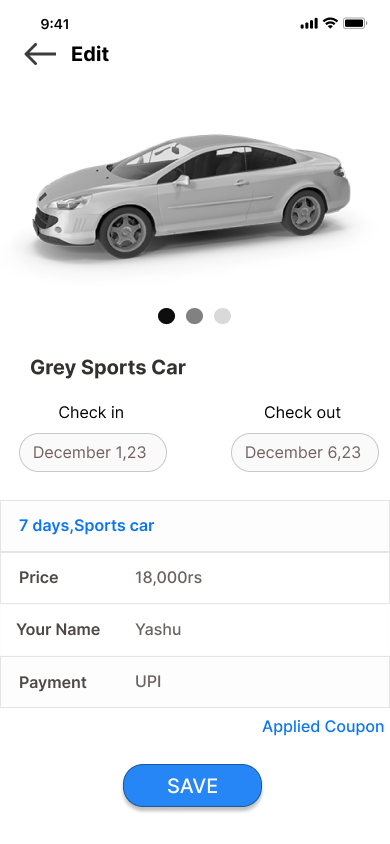 9:41
Edit
Grey Sports Car
Check in Check out
December 1,23 December 6,23
7 days,Sports car
Price 18,000rs
Your Name Yashu
Payment UPI
Applied Coupon
SAVE